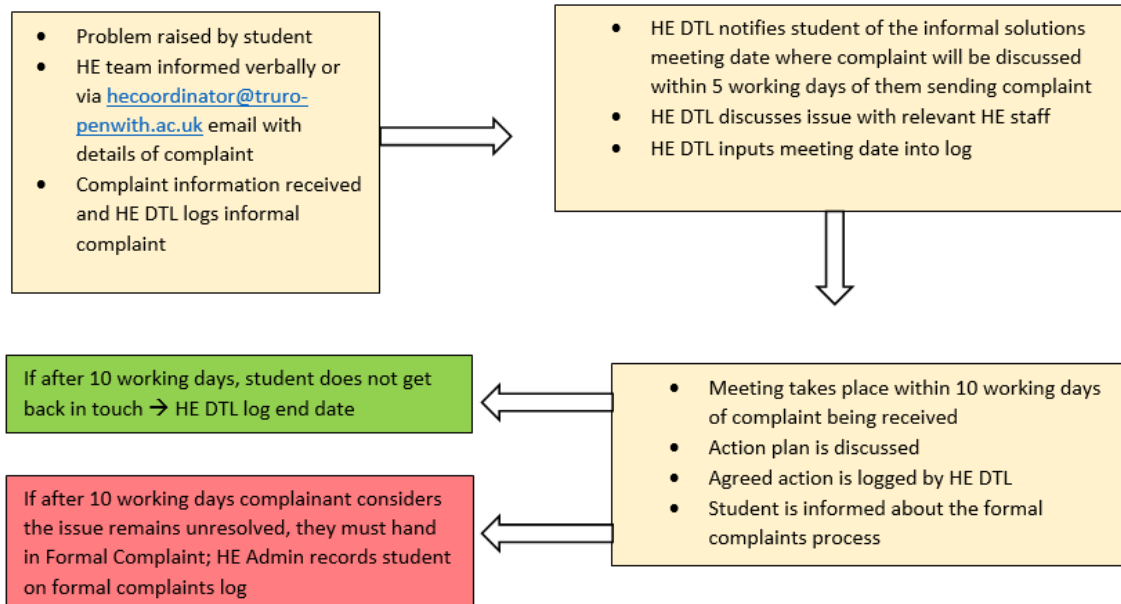 • Problem raised by student
• HE team informed verbally or
via hecoordinator@truro-
penwith.ac.uk email with
details of complaint
• Complaint information received
and HE DTL logs informal
complaint
• HE DTL notifies student of the informal solutions
meeting date where complaint will be discussed
within 5 working days of them sending complaint
• HE DTL discusses issue with relevant HE staff
• HE DTL inputs meeting date into log
• Meeting takes place within 10 working days
of complaint being received
• Action plan is discussed
• Agreed action is logged by HE DTL
• Student is informed about the formal
complaints process
If after 10 working days, student does not get
back in touch → HE DTL log end date
If after 10 working days complainant considers
the issue remains unresolved, they must hand
in Formal Complaint; HE Admin records student
on formal complaints log